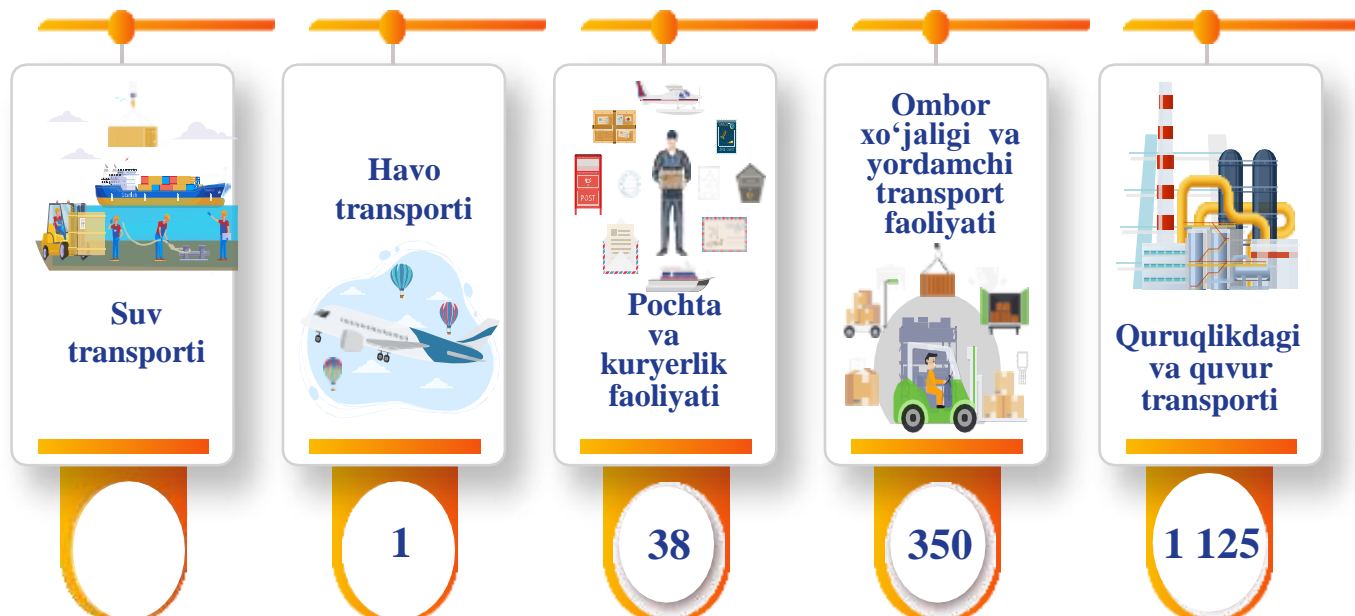 Suv
transporti
Havo
transporti
1
POST
Pochta
va
kuryerlik
faoliyati
38
Ombor
xo‘jaligi va
yordamchi
transport
faoliyati
350
Quruqlikdagi
va quvur
transporti
1 125